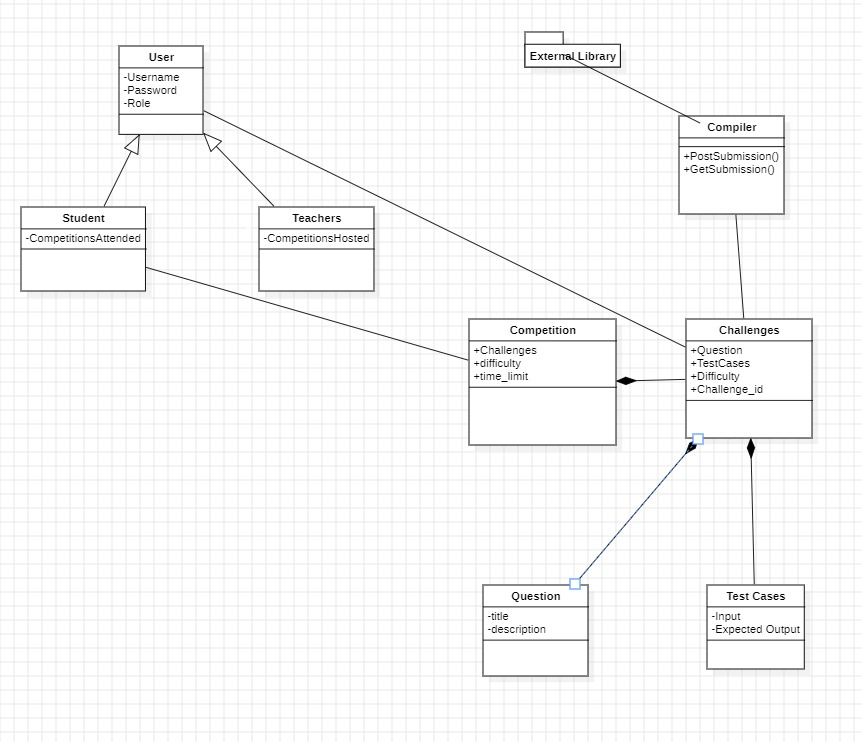 User
-Username
-Password
-Role
External Library
Compiler
+PostSubmission()
+GetSubmission()
Student
-CompetitionsAttended
Teachers
-CompetitionsHosted
Competition
+Challenges
+difficulty
+time_limit
Challenges
+Question
+TestCases
+Difficulty
+Challenge_id
Question
-title
-description
Test Cases
-Input
-Expected Output